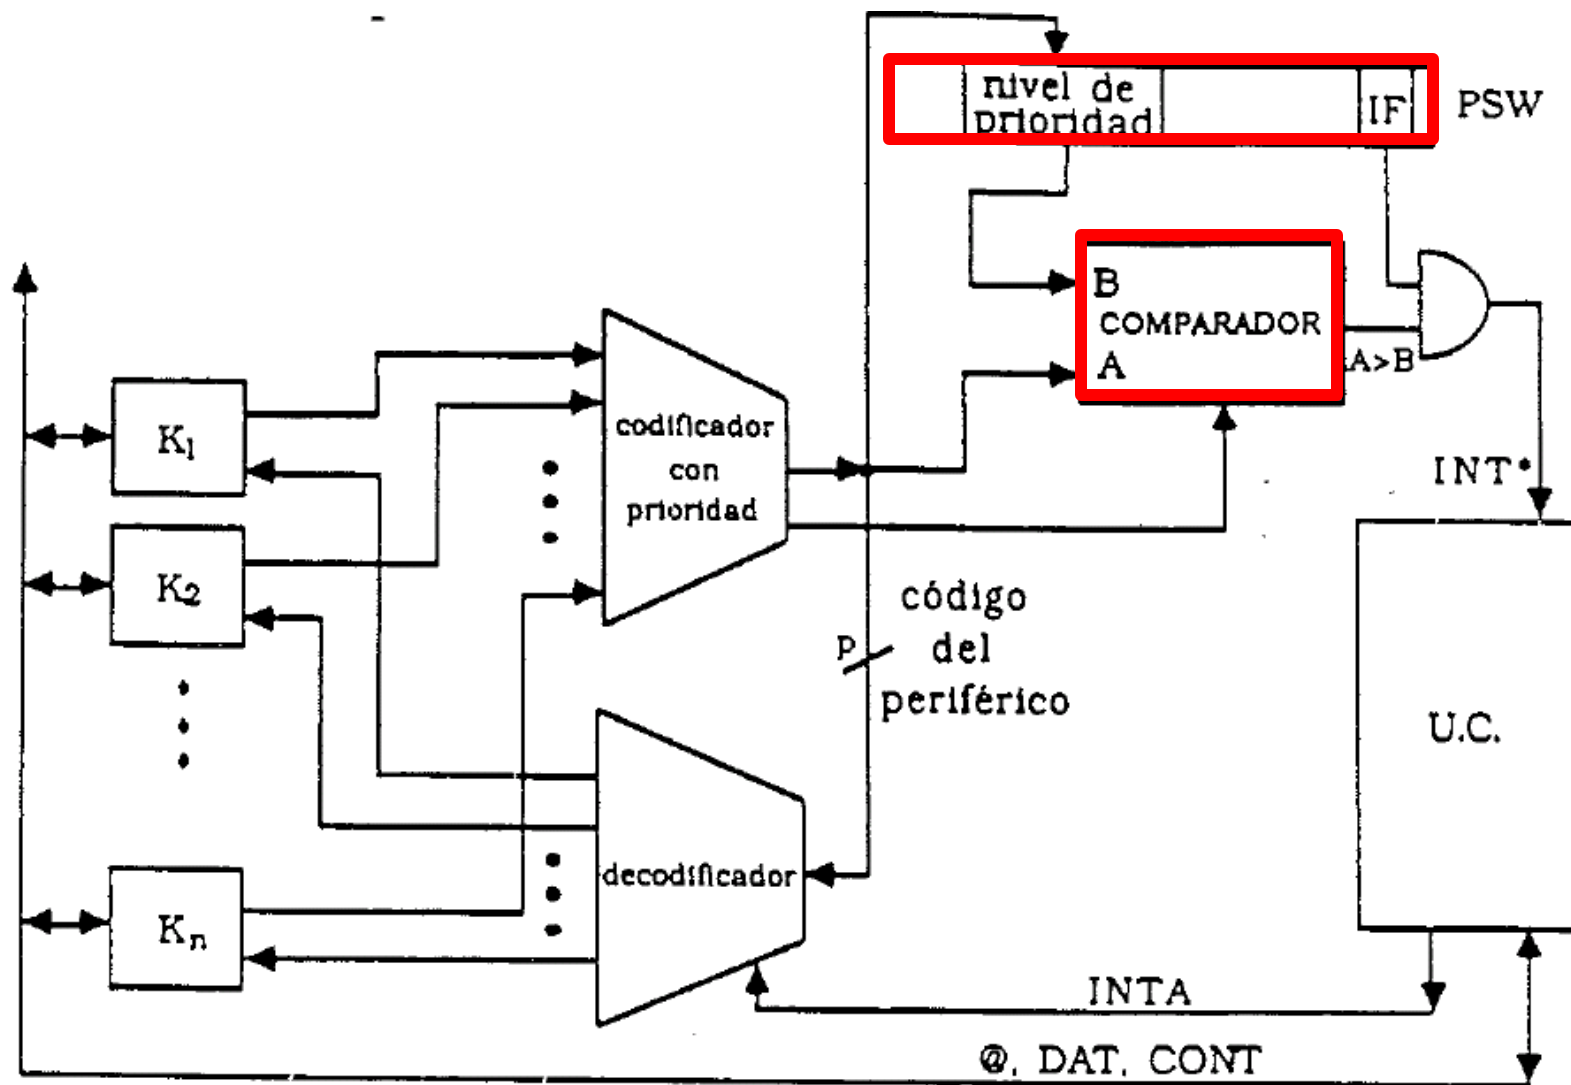 nivel de
prioridad
IF
PSW
B
COMPARADOR
A
A>B
K1
codificador
con
prioridad
INT*
K2
código
del
periférico
P
U.C.
decodificador
Kn
INTA
@, DAT, CONT